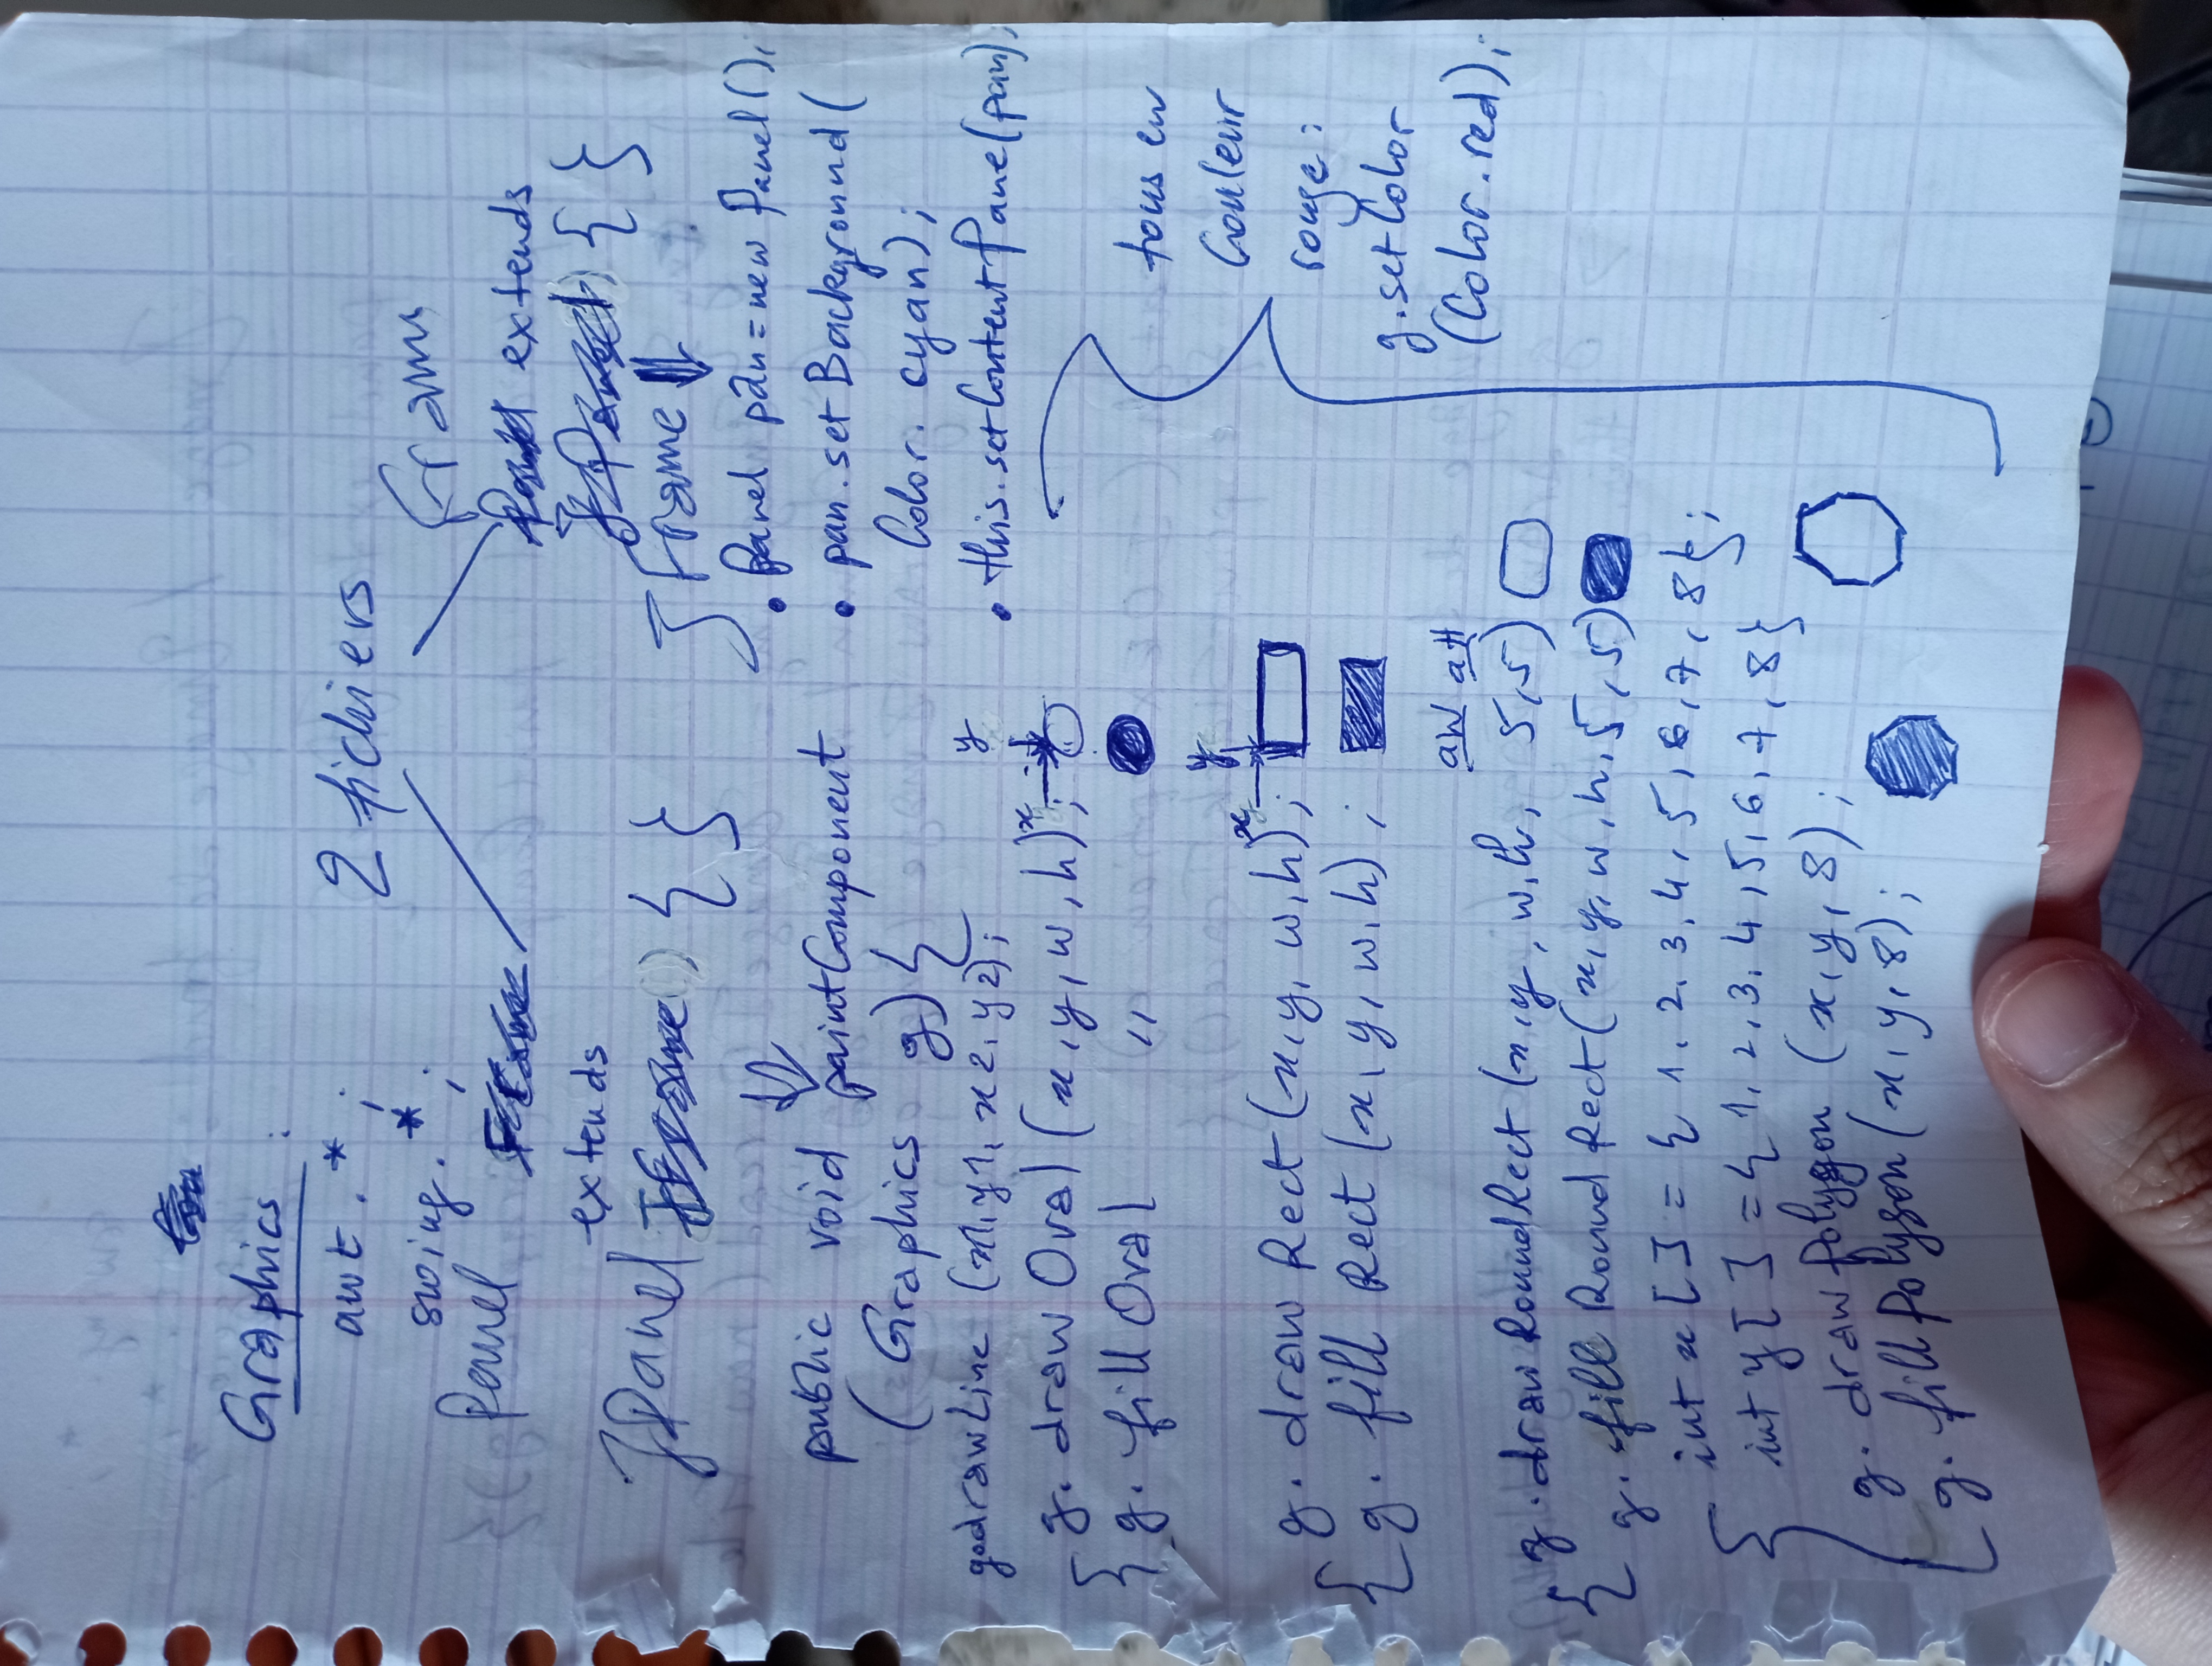 Graphics :
awt . * ;
swing . * ;
2 fichiers
Panel
extends
JPanel { }
public void paintComponent
( Graphics g) {
Frame
extends
{ }
JFrame
• Panel pan = new Panel();
• pan. setBackground (
Color. cyan) ;
• this. setContentPane (pan);
g.drawLine (x1, y1, x2, y2);
y
g. draw Oval (x, y, w, h) ; x
g. fill Oval "
y
g. draw Rect (x, y, w, h) ; x
g. fill Rect (x, y, w, h) ;
aW aH
g. draw RoundRect (x, y, w, h, 5, 5)
g. fill Round Rect (x, y, w, h, 5, 5)
int x [ ] = { 1, 2, 3, 4, 5, 6, 7, 8 } ;
int y [ ] = { 1, 2, 3, 4, 5, 6, 7, 8 }
g. draw Polygon (x, y, 8) ;
g. fill Polygon (x, y, 8) ;
tous en
Couleur
rouge :
g. setColor
(Color. red) ;